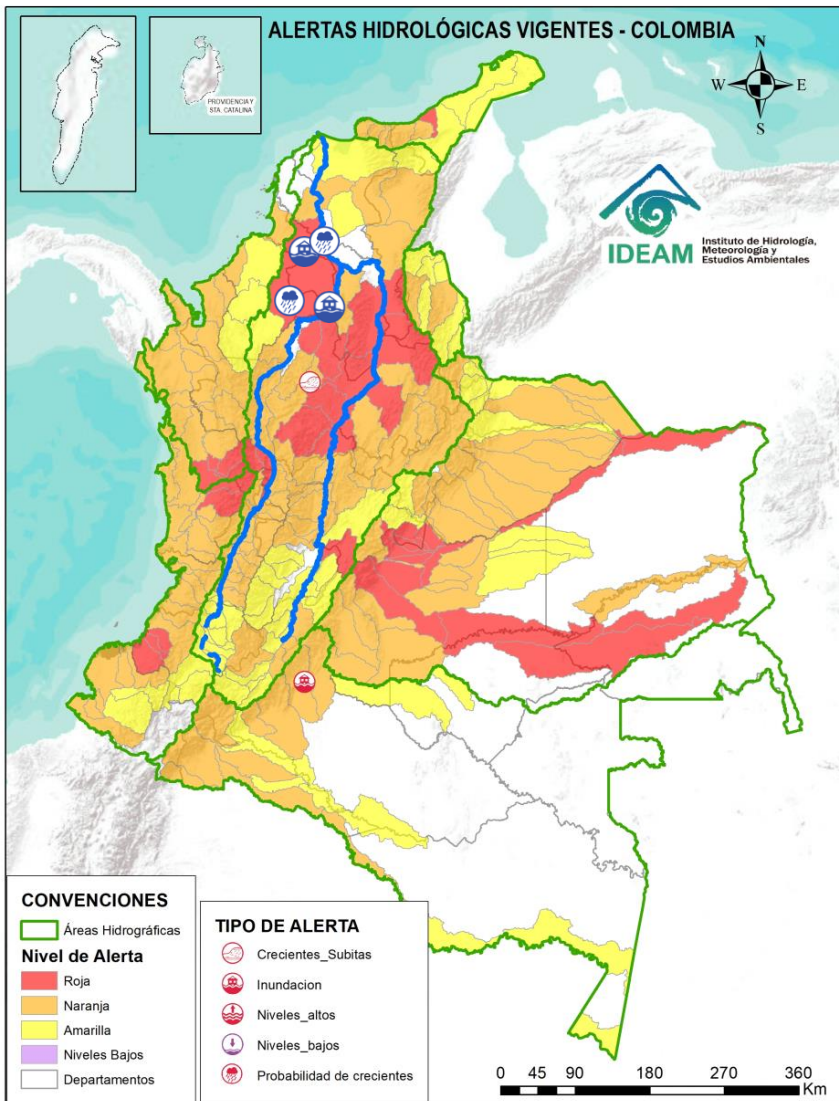 ALERTAS HIDROLÓGICAS VIGENTES - COLOMBIA
PROVIDENCIA Y
STA. CATALINA
N
W
E
S
IDEAM
Instituto de Hidrología,
Meteorología y
Estudios Ambientales
CONVENCIONES
Áreas Hidrográficas
Nivel de Alerta
Roja
Naranja
Amarilla
Niveles Bajos
Departamentos
TIPO DE ALERTA
Crecientes_Subitas
Inundacion
Niveles_altos
Niveles_bajos
Probabilidad de crecientes
0 45 90 180 270 360
Km